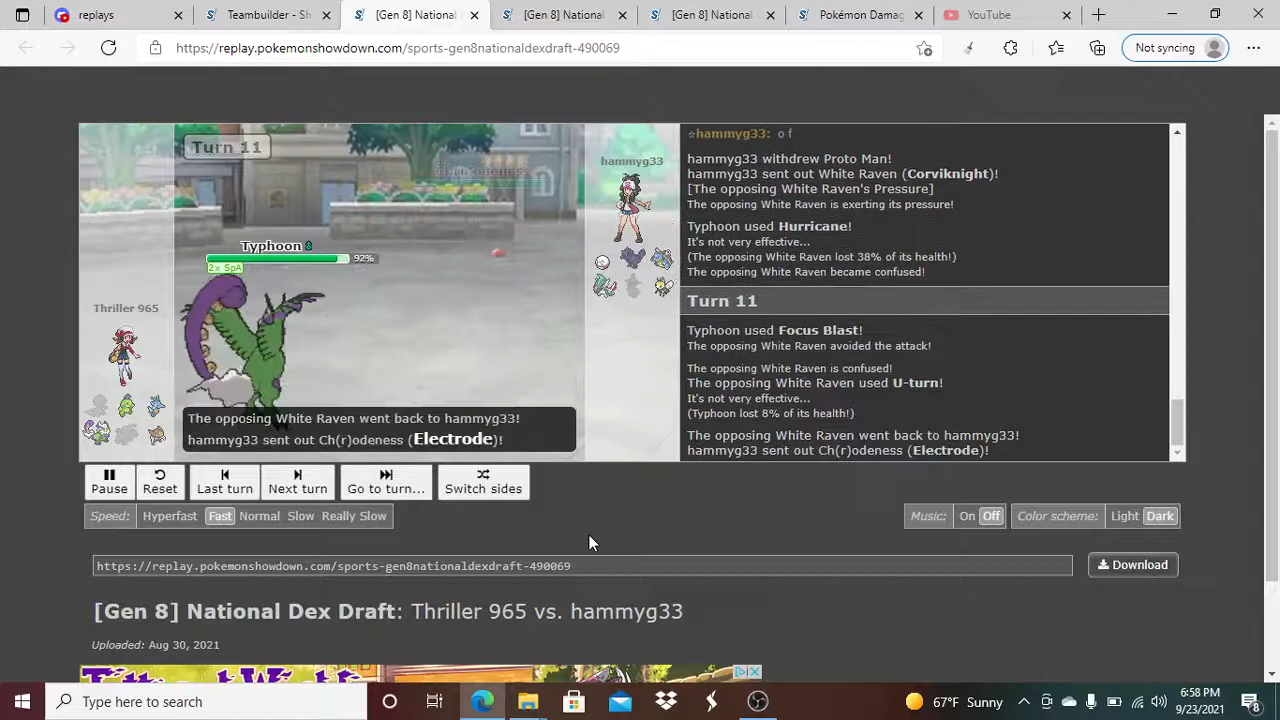 replays
Teambuilder - Sh
[Gen 8] National
[Gen 8] National
[Gen 8] National
Pokémon Damag
YouTube
https://replay.pokemonshowdown.com/sports-gen8nationaldexdraft-490069
Not syncing
Turn 11
Typhoon
92%
2x SpA
Thriller 965
hammyg33
The opposing White Raven went back to hammyg33!
hammyg33 sent out Ch(r)odeness (Electrode)!
☆hammyg33: o f
hammyg33 withdrew Proto Man!
hammyg33 sent out White Raven (Corviknight)!
[The opposing White Raven's Pressure]
The opposing White Raven is exerting its pressure!
Typhoon used Hurricane!
It's not very effective...
(The opposing White Raven lost 38% of its health!)
The opposing White Raven became confused!
Turn 11
Typhoon used Focus Blast!
The opposing White Raven avoided the attack!
The opposing White Raven is confused!
The opposing White Raven used U-turn!
It's not very effective...
(Typhoon lost 8% of its health!)
The opposing White Raven went back to hammyg33!
hammyg33 sent out Ch(r)odeness (Electrode)!
Pause
Reset
Last turn
Next turn
Go to turn...
Switch sides
Speed: Hyperfast Fast Normal Slow Really Slow
Music: On Off
Color scheme: Light Dark
https://replay.pokemonshowdown.com/sports-gen8nationaldexdraft-490069
Download
[Gen 8] National Dex Draft: Thriller 965 vs. hammyg33
Uploaded: Aug 30, 2021
Type here to search
67°F Sunny
6:58 PM
9/23/2021
8